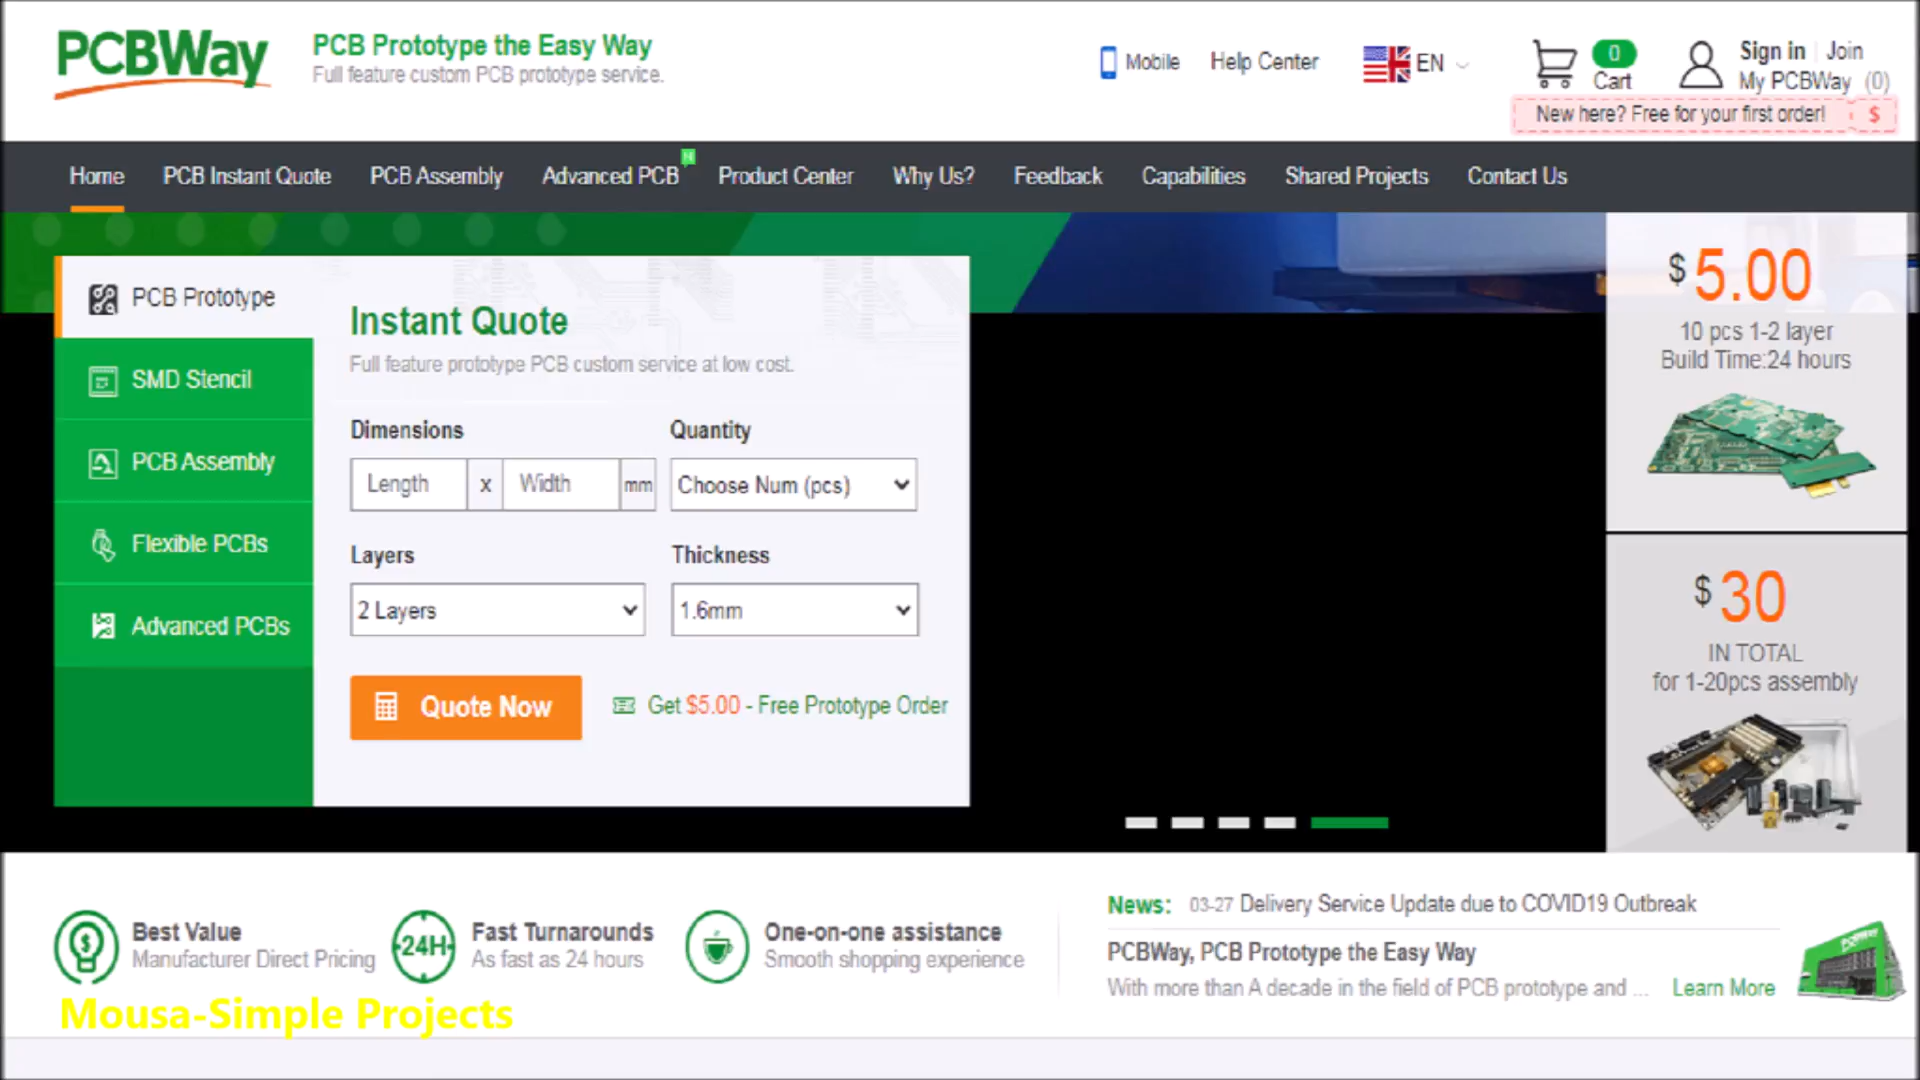 PCBWay
PCB Prototype the Easy Way
Full feature custom PCB prototype service.
Mobile
Help Center
EN
0
Cart
Sign in | Join
My PCBWay (0)
New here? Free for your first order! $
Home
PCB Instant Quote
PCB Assembly
Advanced PCB
N
Product Center
Why Us?
Feedback
Capabilities
Shared Projects
Contact Us
PCB Prototype
SMD Stencil
PCB Assembly
Flexible PCBs
Advanced PCBs
Instant Quote
Full feature prototype PCB custom service at low cost.
Dimensions
Quantity
Length x Width mm
Choose Num (pcs)
Layers
Thickness
2 Layers
1.6mm
Quote Now
Get $5.00 - Free Prototype Order
$ 5.00
10 pcs 1-2 layer
Build Time:24 hours
$ 30
IN TOTAL
for 1-20pcs assembly
$
Best Value
Manufacturer Direct Pricing
24H
Fast Turnarounds
As fast as 24 hours
One-on-one assistance
Smooth shopping experience
News: 03-27 Delivery Service Update due to COVID19 Outbreak
PCBWay, PCB Prototype the Easy Way
With more than A decade in the field of PCB prototype and ... Learn More
PCBWay
Mousa-Simple Projects